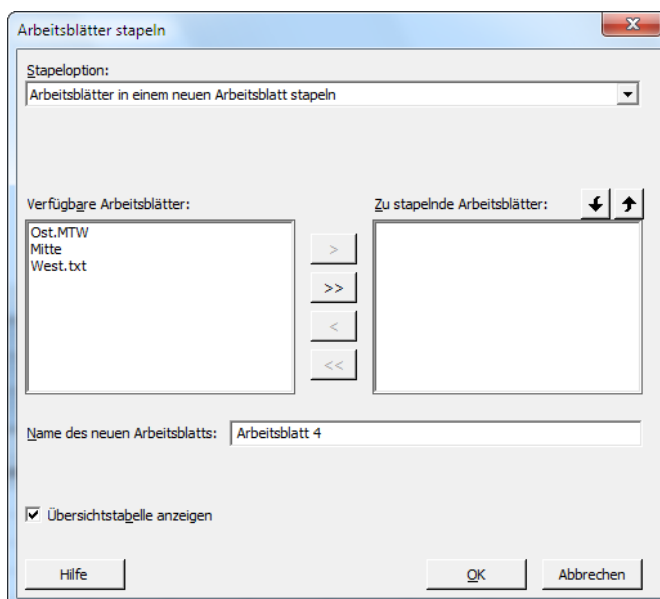 Arbeitsblätter stapeln
Stapeloption:
Arbeitsblätter in einem neuen Arbeitsblatt stapeln
Verfügbare Arbeitsblätter:
Zu stapelnde Arbeitsblätter:
Ost.MTW
Mitte
West.txt
>
>>
<
<<
Name des neuen Arbeitsblatts: Arbeitsblatt 4
Übersichtstabelle anzeigen
Hilfe OK Abbrechen